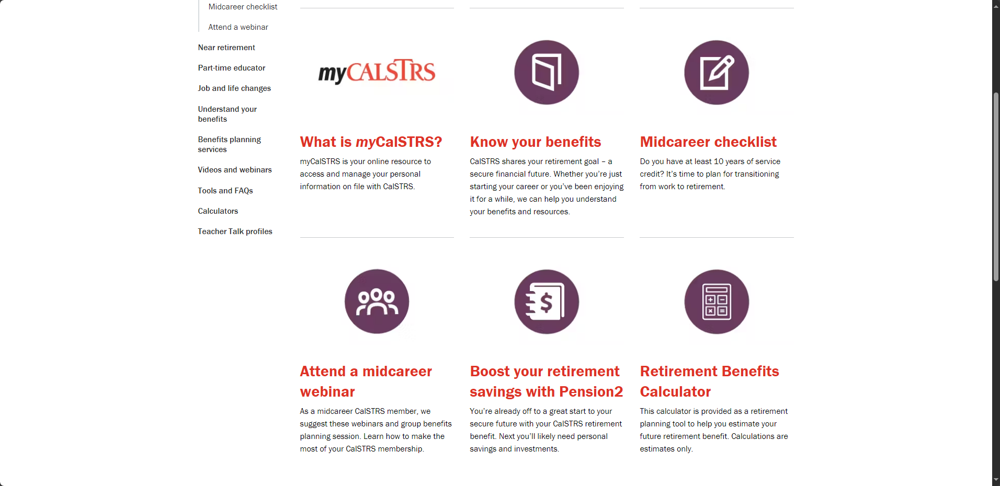 Midcareer checklist
Attend a webinar
Near retirement
Part-time educator
Job and life changes
Understand your
benefits
Benefits planning
services
Videos and webinars
Tools and FAQs
Calculators
Teacher Talk profiles
myCALSTRS
What is myCalSTRS?
myCalSTRS is your online resource to
access and manage your personal
information on file with CalSTRS.
Know your benefits
CalSTRS shares your retirement goal – a
secure financial future. Whether you’re just
starting your career or you’ve been enjoying
it for a while, we can help you understand
your benefits and resources.
Midcareer checklist
Do you have at least 10 years of service
credit? It’s time to plan for transitioning
from work to retirement.
Attend a midcareer
webinar
As a midcareer CalSTRS member, we
suggest these webinars and group benefits
planning session. Learn how to make the
most of your CalSTRS membership.
$
Boost your retirement
savings with Pension2
You’re already off to a great start to your
secure future with your CalSTRS retirement
benefit. Next you’ll likely need personal
savings and investments.
Retirement Benefits
Calculator
This calculator is provided as a retirement
planning tool to help you estimate your
future retirement benefit. Calculations are
estimates only.